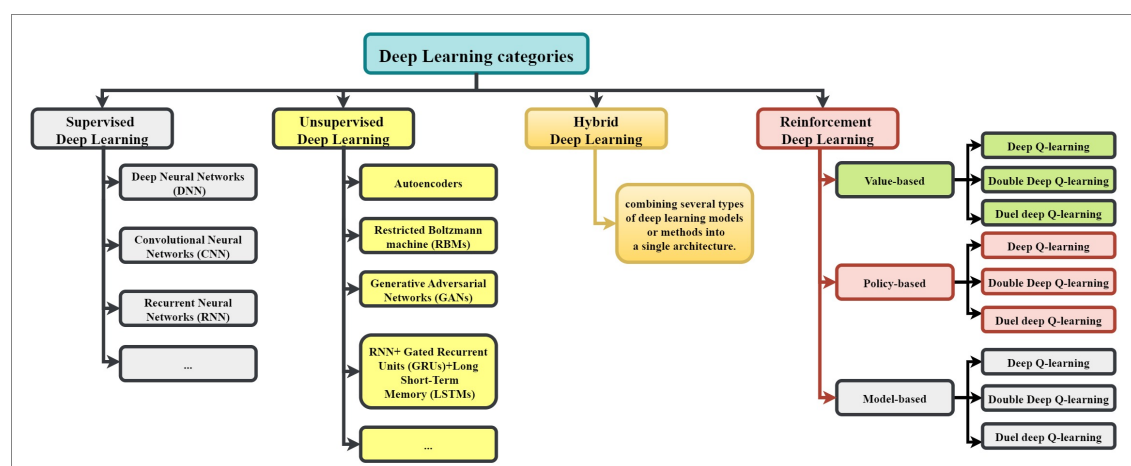 Deep Learning categories
Supervised
Deep Learning
Deep Neural Networks
(DNN)
Convolutional Neural
Networks (CNN)
Recurrent Neural
Networks (RNN)
...
Unsupervised
Deep Learning
Autoencoders
Restricted Boltzmann
machine (RBMs)
Generative Adversarial
Networks (GANs)
RNN+ Gated Recurrent
Units (GRUs)+Long
Short-Term
Memory (LSTMs)
...
Hybrid
Deep Learning
combining several types
of deep learning models
or methods into
a single architecture.
Reinforcement
Deep Learning
Value-based
Deep Q-learning
Double Deep Q-learning
Duel deep Q-learning
Policy-based
Deep Q-learning
Double Deep Q-learning
Duel deep Q-learning
Model-based
Deep Q-learning
Double Deep Q-learning
Duel deep Q-learning